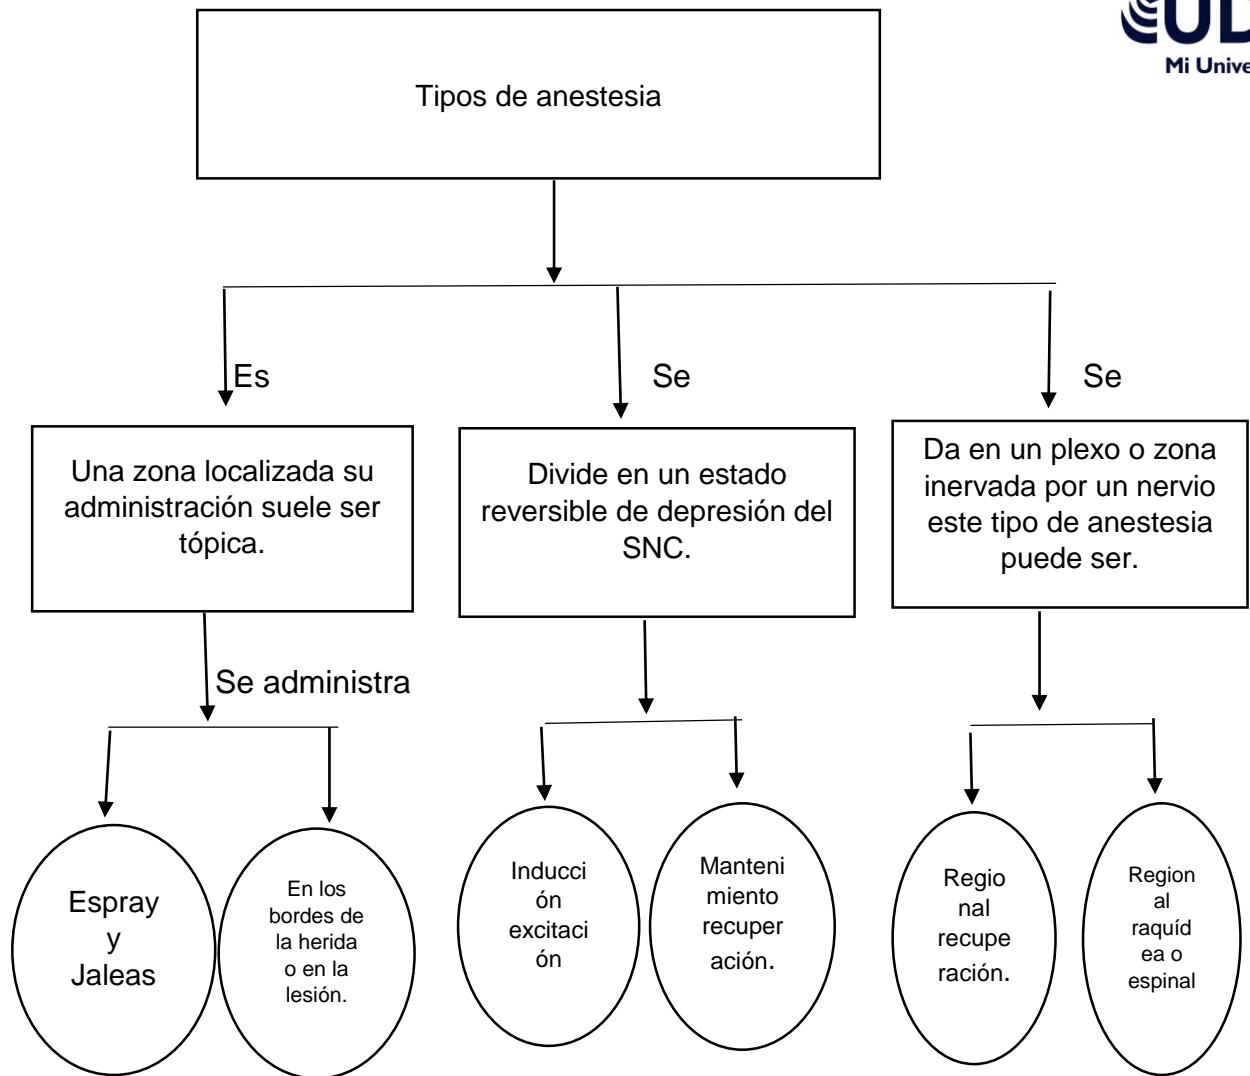 Mi Unive
Tipos de anestesia
Es
Se
Se
Una zona localizada su
administración suele ser
tópica.
Divide en un estado
reversible de depresión del
SNC.
Da en un plexo o zona
inervada por un nervio
este tipo de anestesia
puede ser.
Se administra
Espray
y
Jaleas
En los
bordes de
la herida
o en la
lesión.
Inducci
ón
excitaci
ón
Manteni
miento
recuper
ación.
Regio
nal
recupe
ración.
Region
al
raquíd
ea o
espinal